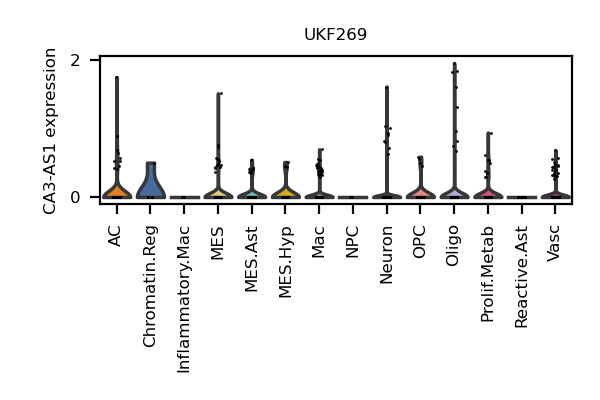 UKF269
CA3-AS1 expression
2
0
AC
Chromatin.Reg
Inflammatory.Mac
MES
MES.Ast
MES.Hyp
Mac
NPC
Neuron
OPC
Oligo
Prolif.Metab
Reactive.Ast
Vasc